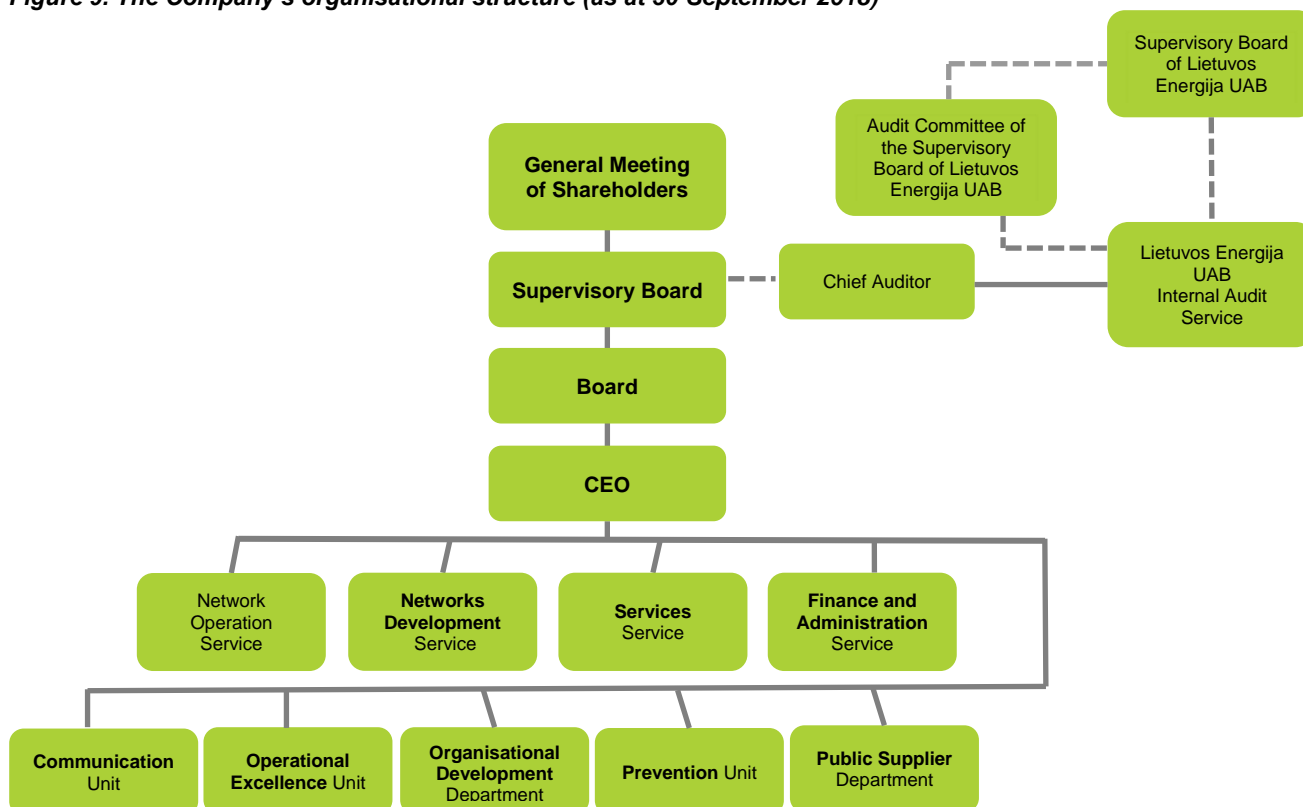 Figure 9. The Company's organisational structure (as at 30 September 2018)
Supervisory Board
of Lietuvos
Energija UAB
Audit Committee of
the Supervisory
Board of Lietuvos
Energija UAB
General Meeting
of Shareholders
Lietuvos Energija
UAB
Internal Audit
Service
Chief Auditor
Supervisory Board
Board
CEO
Network
Operation
Service
Networks
Development
Service
Services
Service
Finance and
Administration
Service
Communication
Unit
Operational
Excellence Unit
Organisational
Development
Department
Prevention Unit
Public Supplier
Department